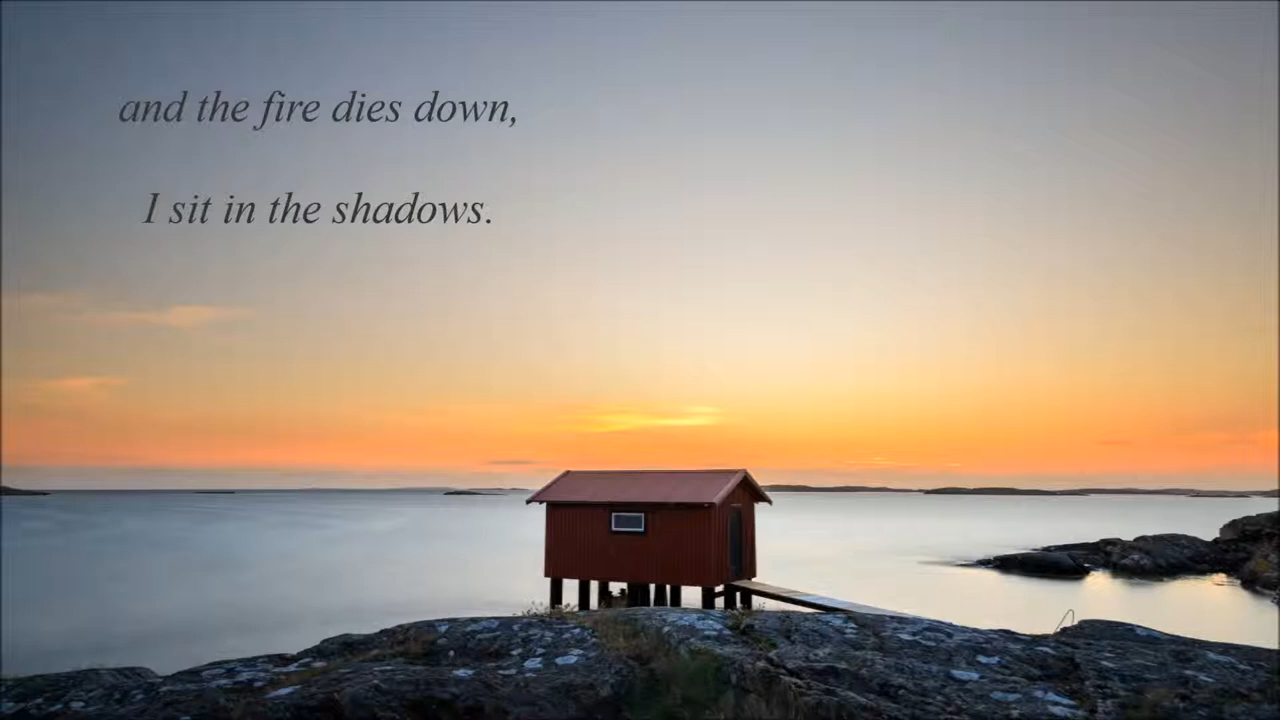 and the fire dies down,
I sit in the shadows.